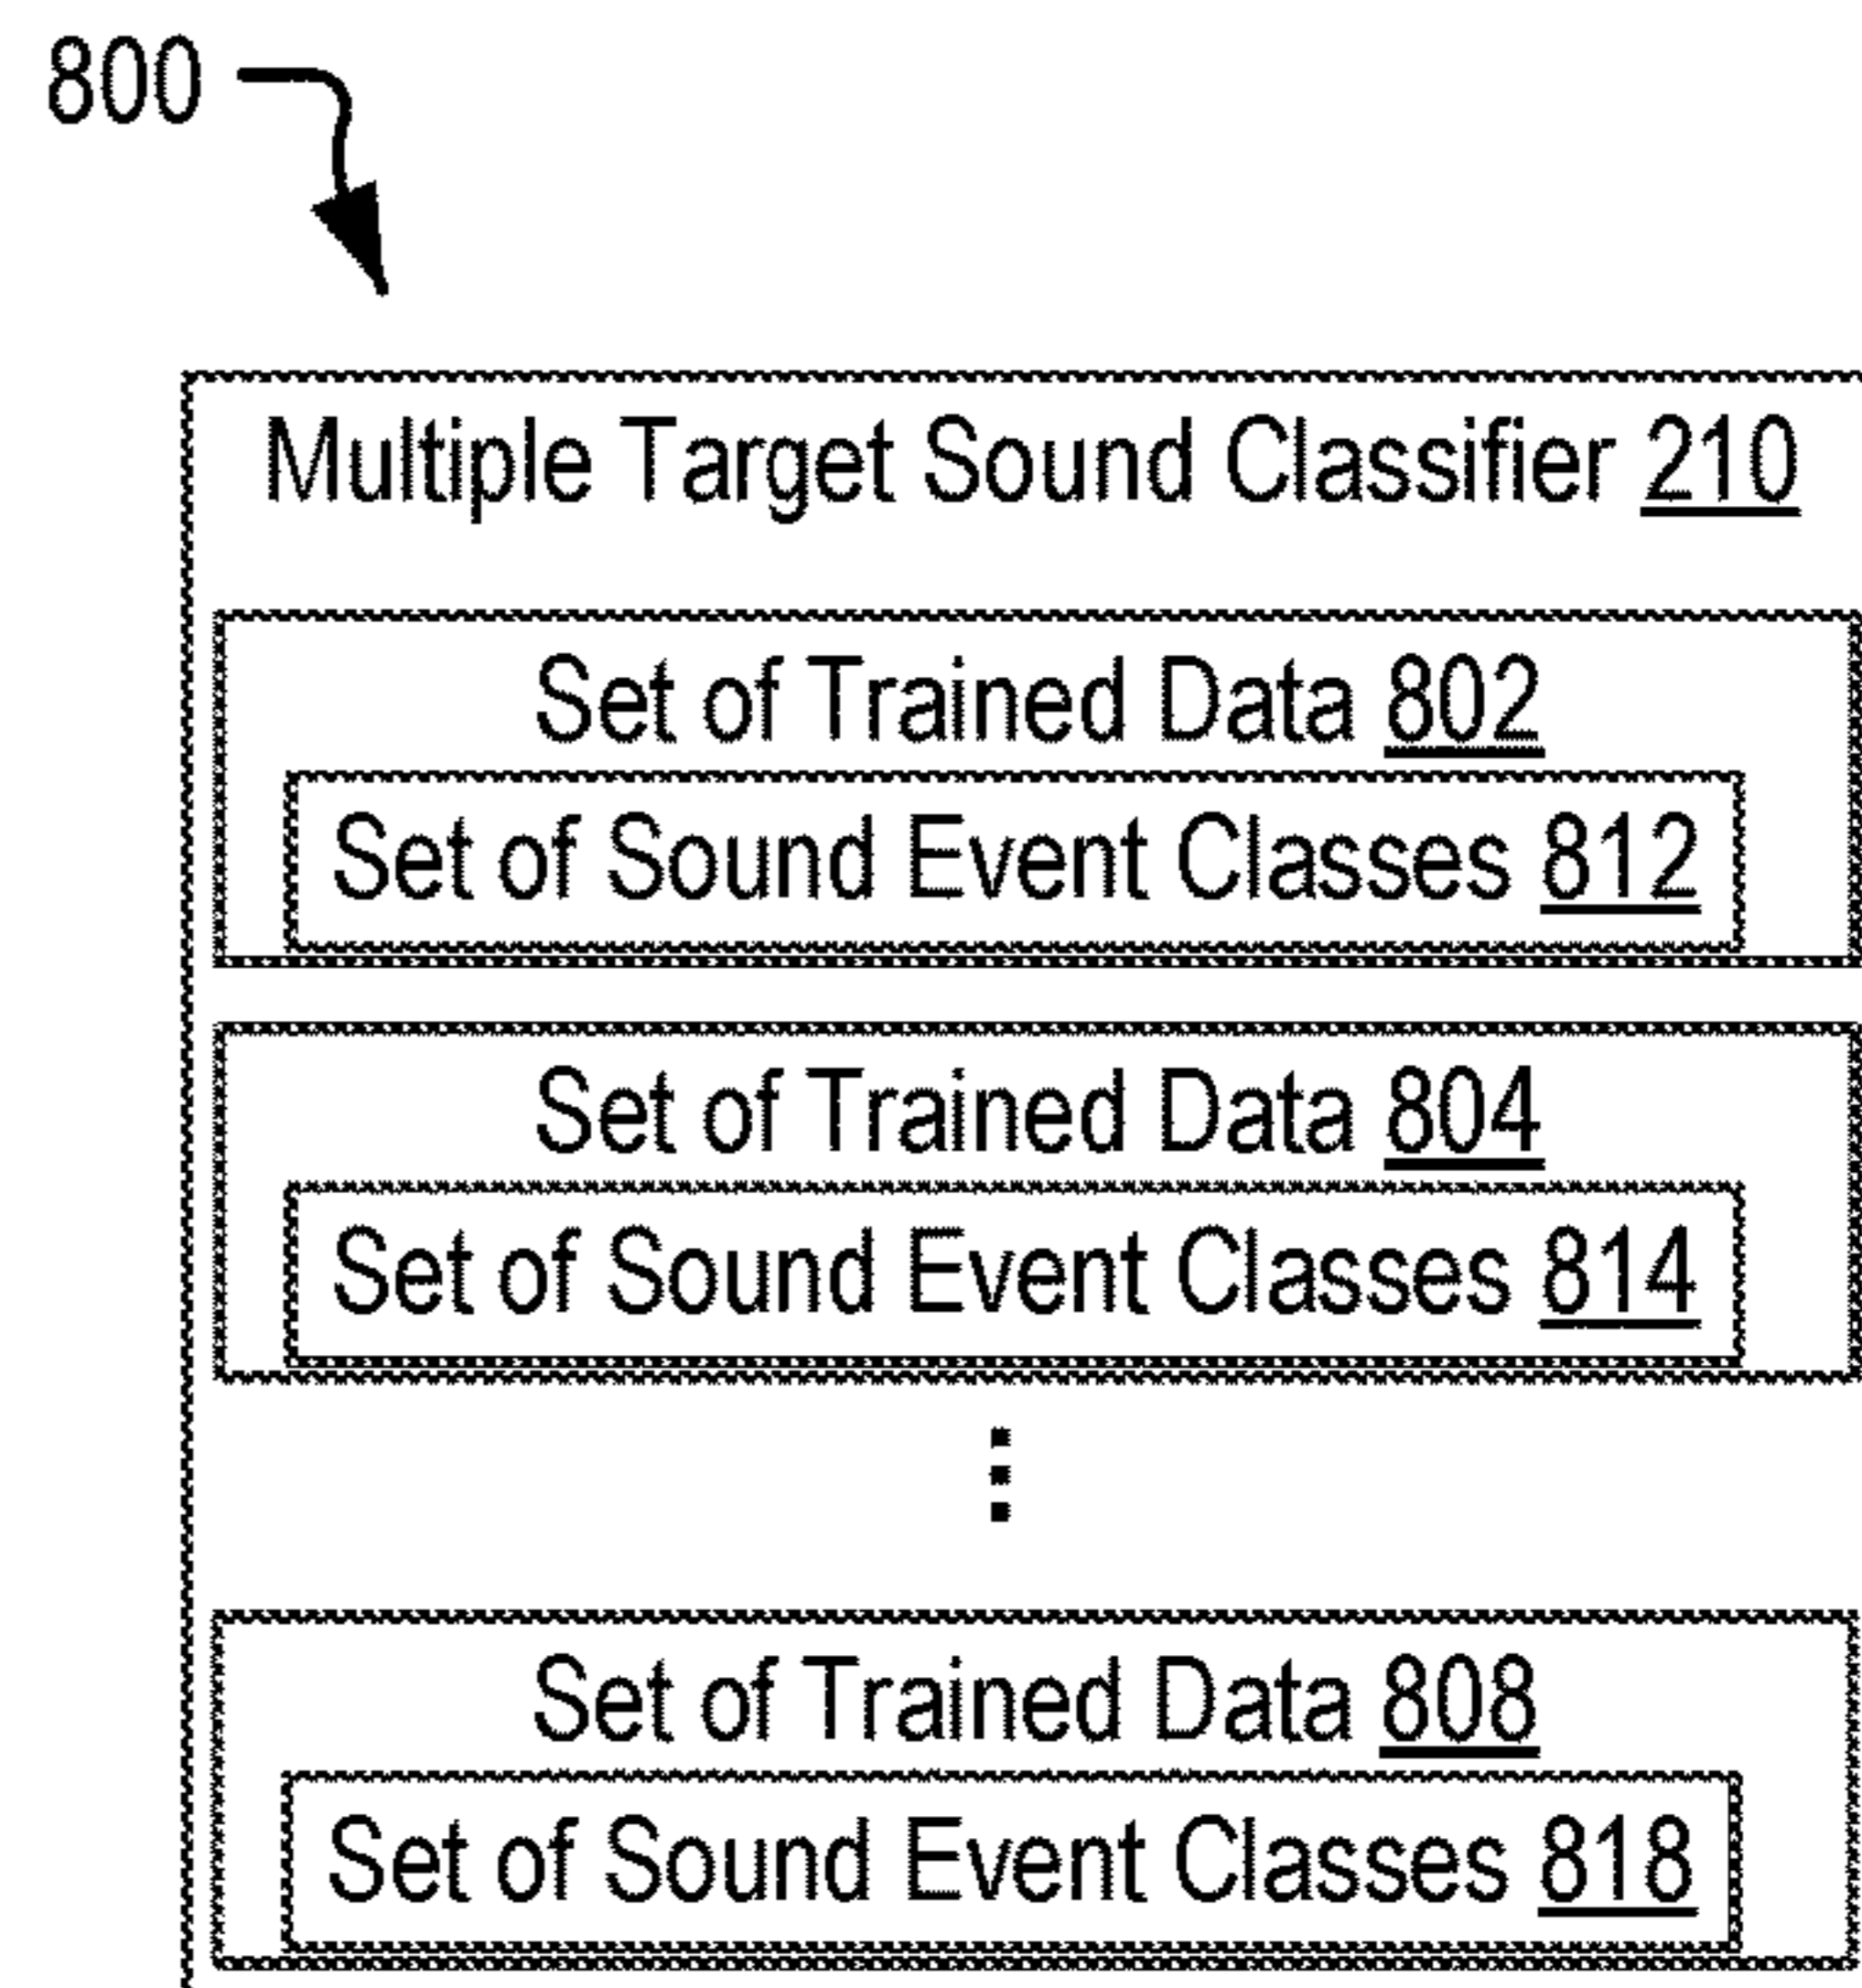 800
Multiple Target Sound Classifier 210
Set of Trained Data 802
Set of Sound Event Classes 812
Set of Trained Data 804
Set of Sound Event Classes 814
Set of Trained Data 808
Set of Sound Event Classes 818